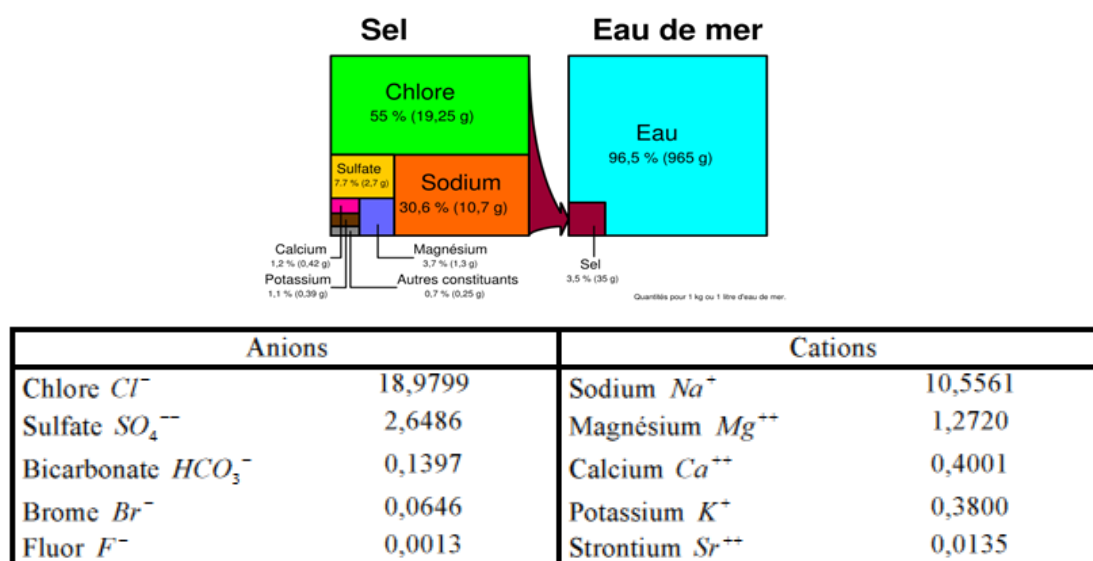 Sel
Eau de mer
Chlore
55 % (19,25 g)
Sulfate
7.7 % (2,7 g)
Sodium
30,6 % (10,7 g)
Calcium
1,2 % (0,42 g)
Potassium
1,1 % (0,39 g)
Magnésium
3,7 % (1,3 g)
Autres constituants
0,7 % (0,25 g)
Eau
96,5 % (965 g)
Sel
3,5 % (35 g)
Quantités pour 1 kg ou 1 litre d'eau de mer.
Anions Cations
Chlore Cl⁻ 18,9799 Sodium Na⁺ 10,5561
Sulfate SO₄⁻⁻ 2,6486 Magnésium Mg⁺⁺ 1,2720
Bicarbonate HCO₃⁻ 0,1397 Calcium Ca⁺⁺ 0,4001
Brome Br⁻ 0,0646 Potassium K⁺ 0,3800
Fluor F⁻ 0,0013 Strontium Sr⁺⁺ 0,0135